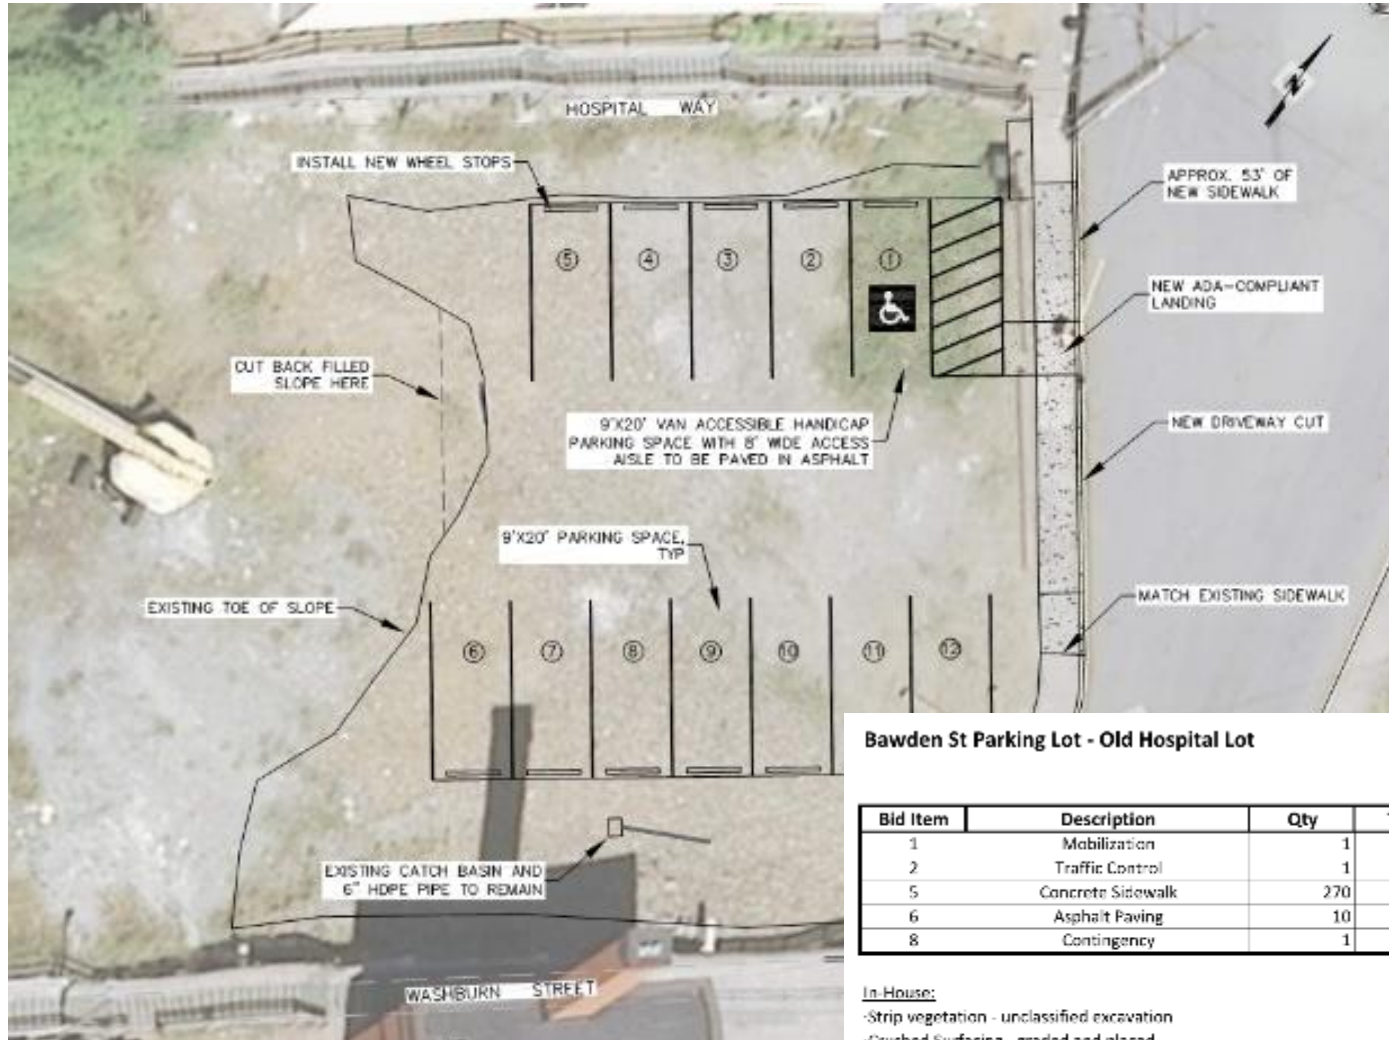 HOSPITAL WAY
INSTALL NEW WHEEL STOPS
APPROX. 53' OF
NEW SIDEWALK
5
4
3
2
1
NEW ADA-COMPLIANT
LANDING
CUT BACK FILLED
SLOPE HERE
9'X20' VAN ACCESSIBLE HANDICAP
PARKING SPACE WITH 8' WIDE ACCESS
AISLE TO BE PAVED IN ASPHALT
NEW DRIVEWAY CUT
9'X20' PARKING SPACE,
TYP
EXISTING TOE OF SLOPE
MATCH EXISTING SIDEWALK
6
7
8
9
10
11
12
EXISTING CATCH BASIN AND
6" HDPE PIPE TO REMAIN
WASHBURN STREET
Bawden St Parking Lot - Old Hospital Lot
Bid Item Description Qty
1 Mobilization 1
2 Traffic Control 1
5 Concrete Sidewalk 270
6 Asphalt Paving 10
8 Contingency 1
In-House:
-Strip vegetation - unclassified excavation
-Crushed Surfacing - graded and placed